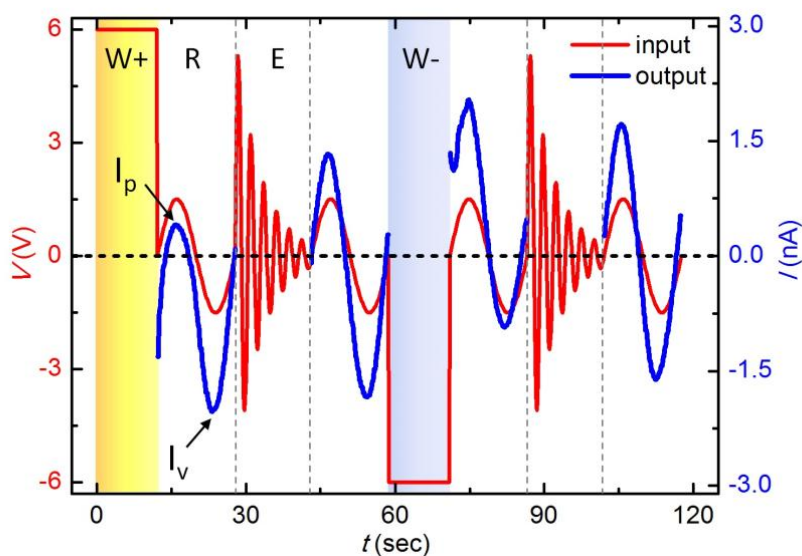 6
3
0
-3
-6
V (V)
W+
R
E
W-
input
output
I_p
I_v
3.0
1.5
0.0
-1.5
-3.0
I (nA)
0
30
60
90
120
t (sec)